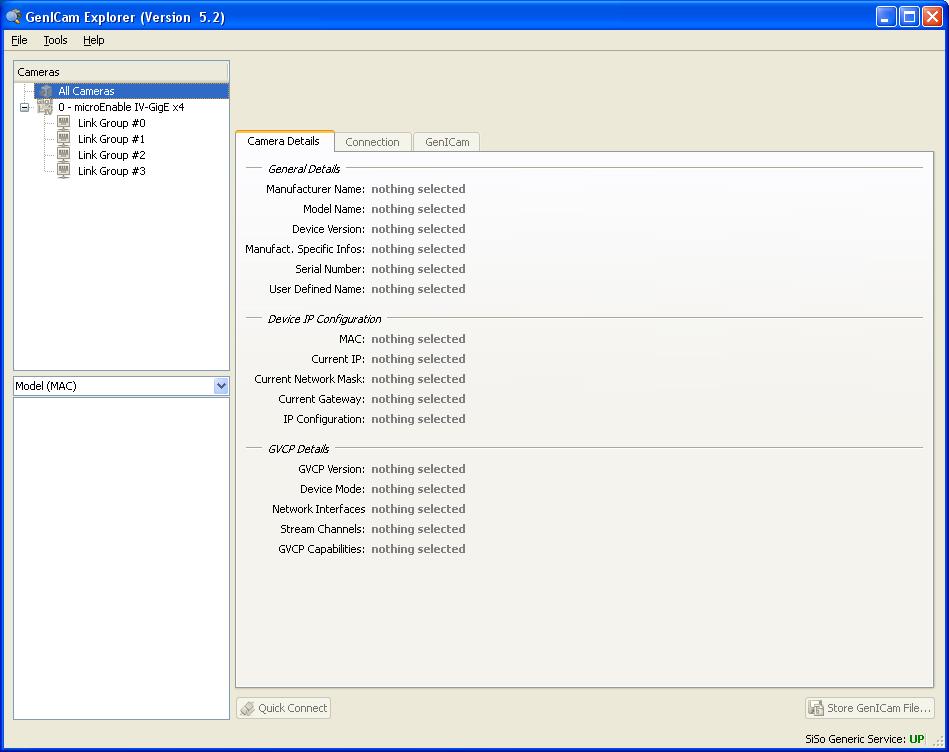 GenICam Explorer (Version 5.2)
File Tools Help
Cameras
All Cameras
0 - microEnable IV-GigE x4
Link Group #0
Link Group #1
Link Group #2
Link Group #3
Model (MAC)
Camera Details Connection GenICam
General Details
Manufacturer Name: nothing selected
Model Name: nothing selected
Device Version: nothing selected
Manufact. Specific Infos: nothing selected
Serial Number: nothing selected
User Defined Name: nothing selected
Device IP Configuration
MAC: nothing selected
Current IP: nothing selected
Current Network Mask: nothing selected
Current Gateway: nothing selected
IP Configuration: nothing selected
GVCP Details
GVCP Version: nothing selected
Device Mode: nothing selected
Network Interfaces nothing selected
Stream Channels: nothing selected
GVCP Capabilities: nothing selected
Quick Connect
Store GenICam File...
SiSo Generic Service: UP